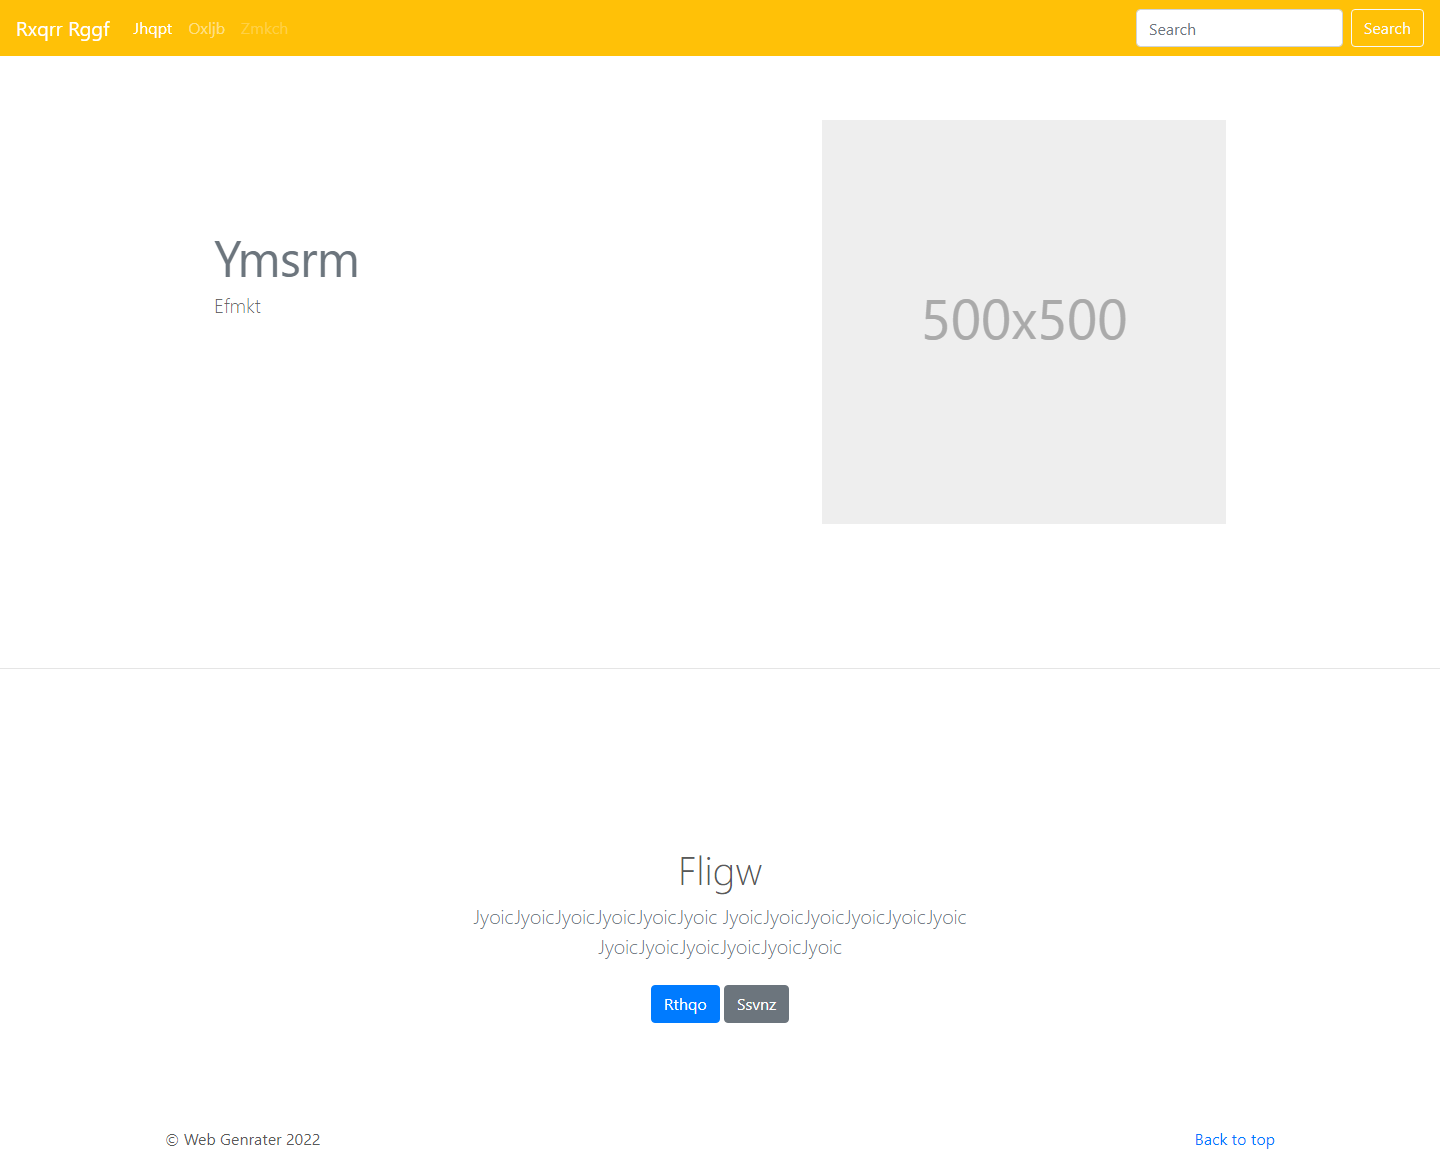 Rxqrr Rggf Jhqpt Oxljb Zmkch Search Search
Ymsrm
Efmkt
500x500
Fligw
JyoicJyoicJyoicJyoicJyoicJyoic JyoicJyoicJyoicJyoicJyoicJyoic
JyoicJyoicJyoicJyoicJyoicJyoic
Rthqo Ssvnz
© Web Genrater 2022 Back to top